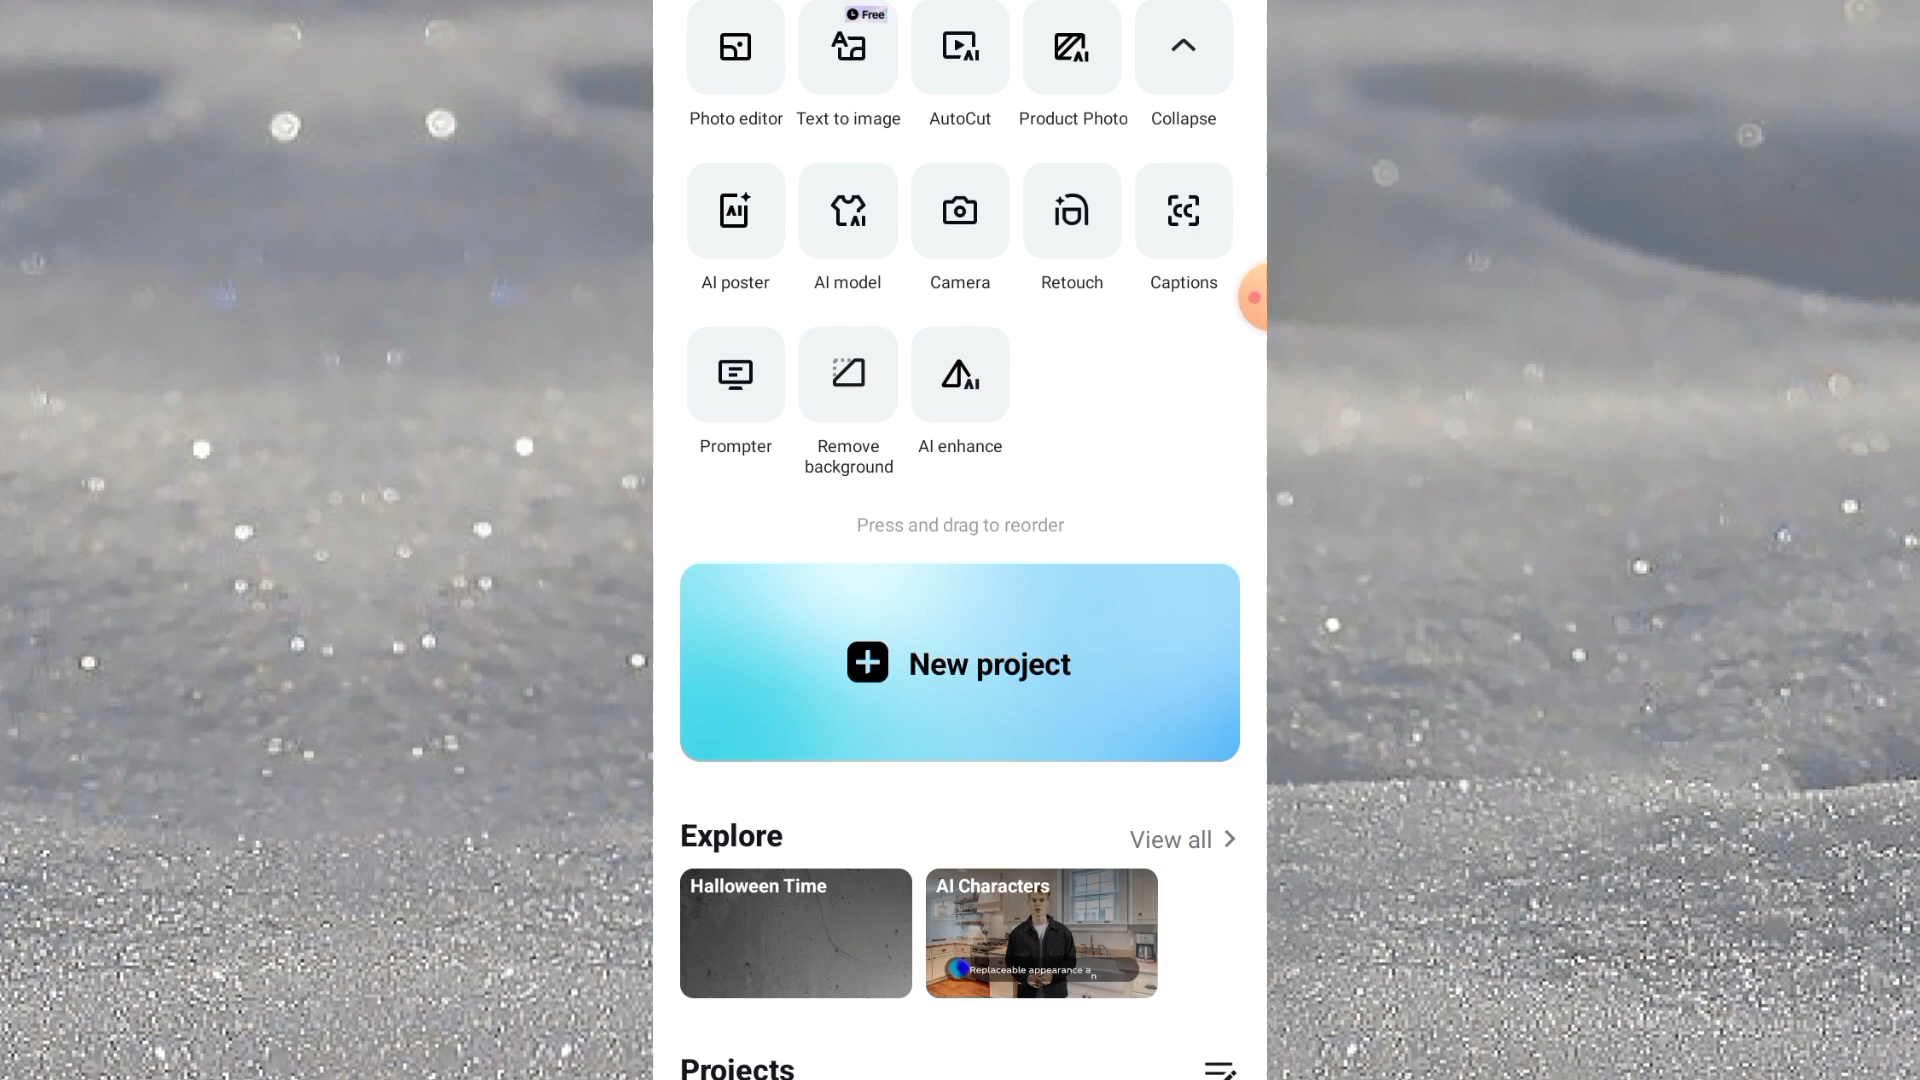 Free
Photo editor
Text to image
AutoCut
Product Photo
Collapse
AI poster
AI model
Camera
Retouch
Captions
Prompter
Remove
background
AI enhance
Press and drag to reorder
New project
Explore
View all
Halloween Time
AI Characters
Replaceable appearance a
n
Projects